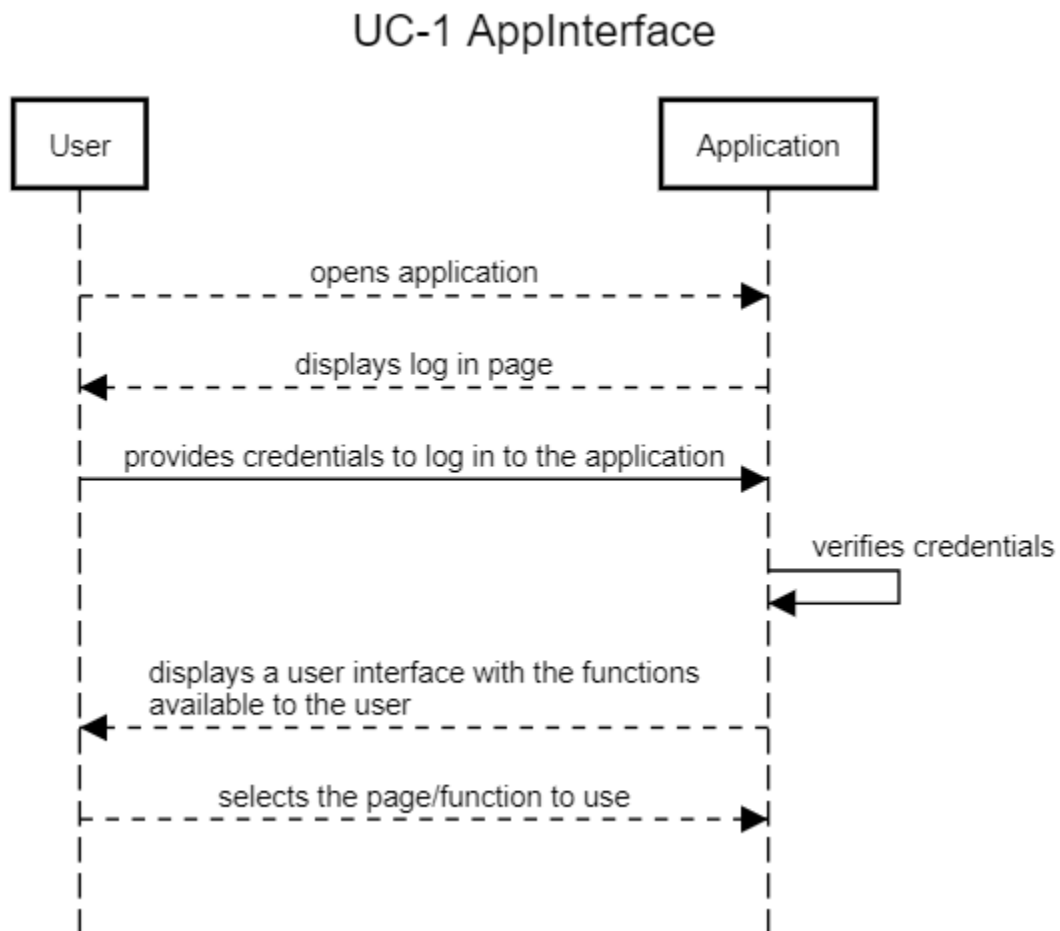 UC-1 AppInterface
User
Application
opens application
displays log in page
provides credentials to log in to the application
verifies credentials
displays a user interface with the functions
available to the user
selects the page/function to use